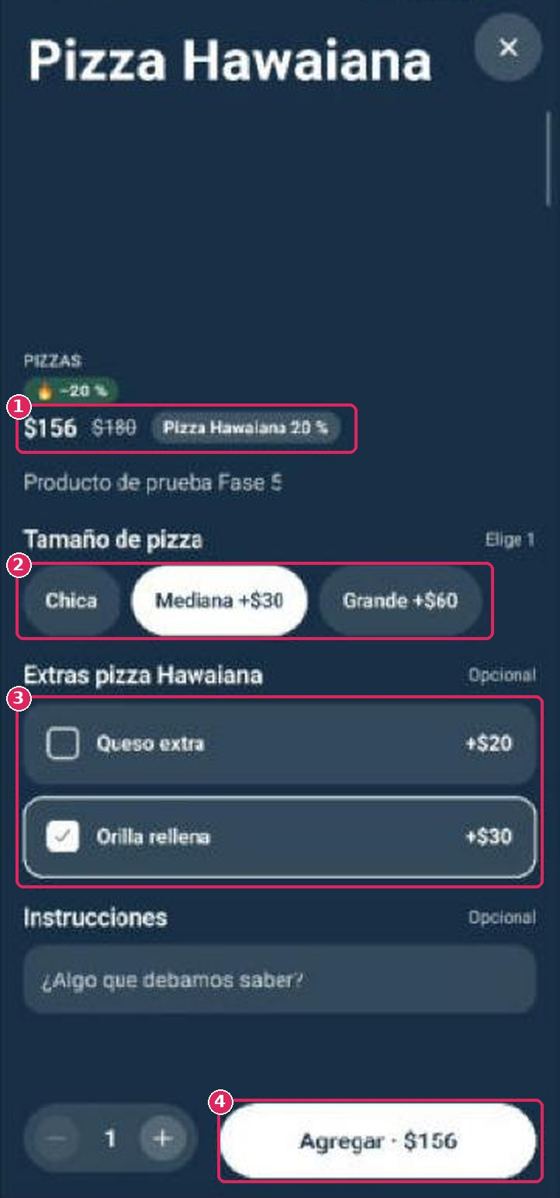 Pizza Hawaiana
PIZZAS
🔥 -20 %
1
$156 $180 Pizza Hawaiana 20 %
Producto de prueba Fase 5
Tamaño de pizza Elige 1
2
Chica Mediana +$30 Grande +$60
Extras pizza Hawaiana Opcional
3
Queso extra +$20
Orilla rellena +$30
Instrucciones Opcional
¿Algo que debamos saber?
4
− 1 + Agregar · $156